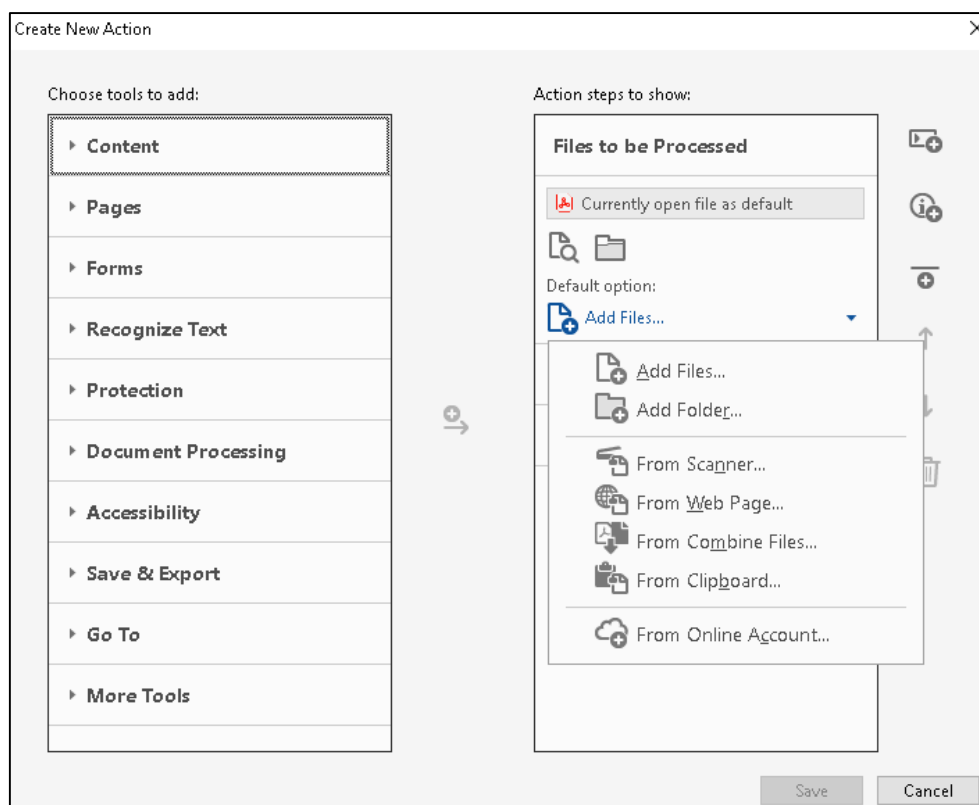 Create New Action
Choose tools to add:
Content
Pages
Forms
Recognize Text
Protection
Document Processing
Accessibility
Save & Export
Go To
More Tools
Action steps to show:
Files to be Processed
Currently open file as default
Default option:
Add Files...
Add Files...
Add Folder...
From Scanner...
From Web Page...
From Combine Files...
From Clipboard...
From Online Account...
Save
Cancel